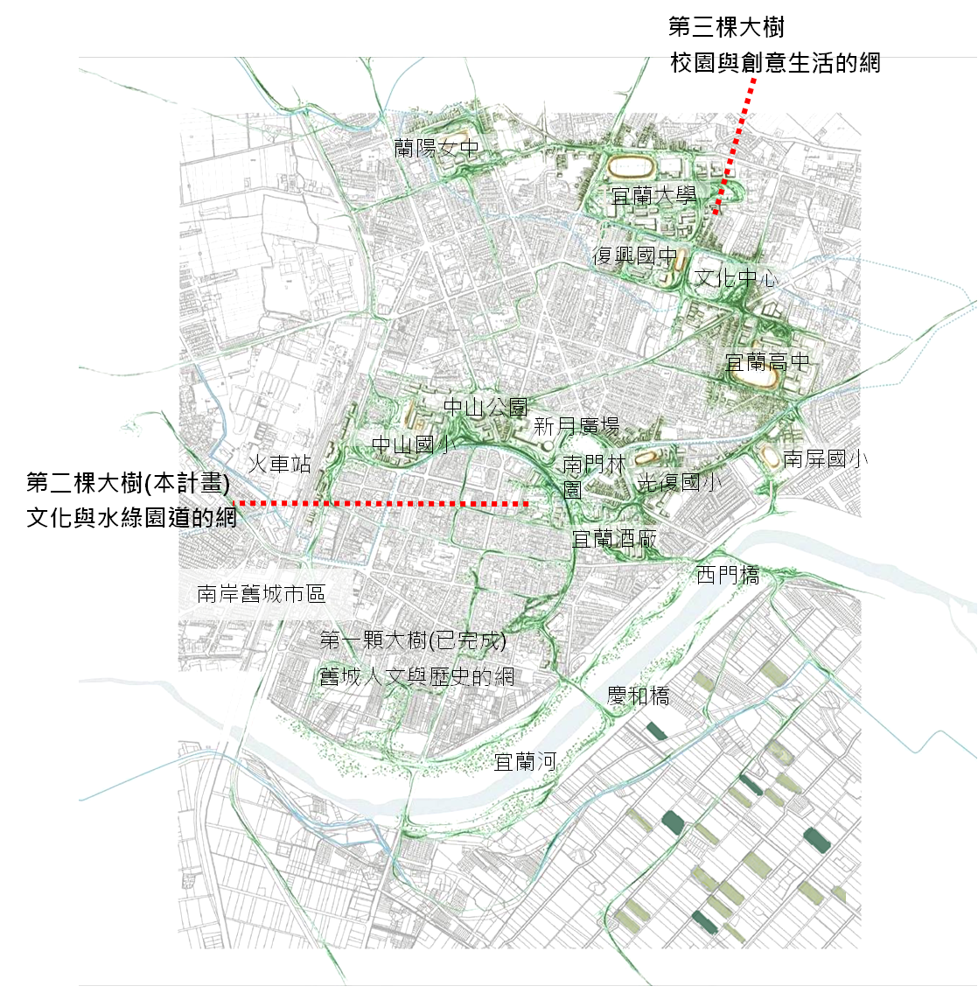 第三棵大樹
校園與創意生活的網
蘭陽女中
宜蘭大學
復興國中
文化中心
宜蘭高中
中山公園
新月廣場
中山國小
南門林
園
光復國小
南屏國小
火車站
第二棵大樹(本計畫)
文化與水綠園道的網
宜蘭酒廠
西門橋
南岸舊城市區
第一顆大樹(已完成)
舊城人文與歷史的網
慶和橋
宜蘭河